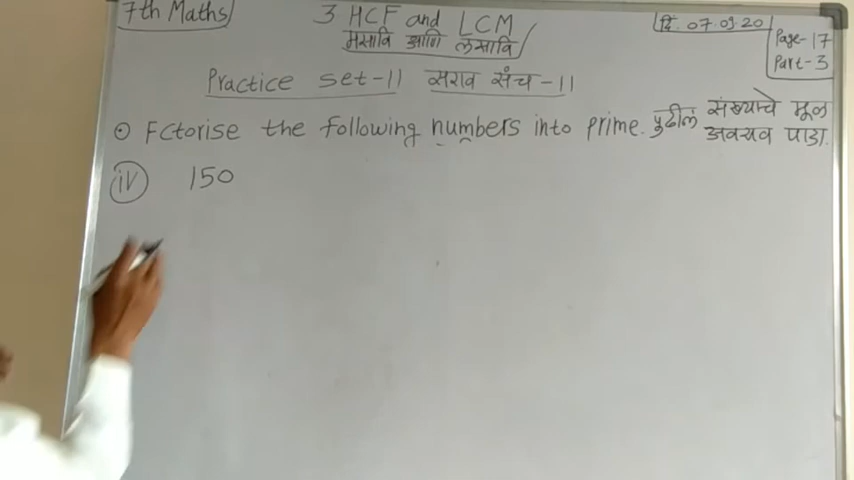 7th Maths
3 HCF and LCM
मसावि आणि लसावि
दि. 07.09.20
Page-17
Part-3
Practice set-11 सराव संच-11
⊙ Fctorise the following numbers into prime. पुढील संख्यांचे मूळ
अवयव पाडा.
iv 150